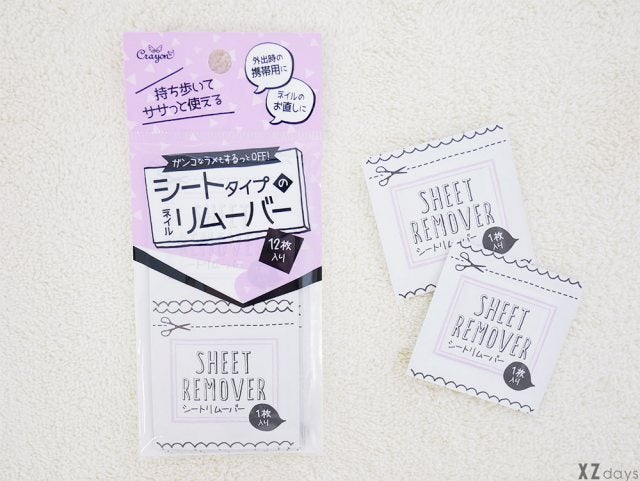 Crayon
持ち歩いて
ササっと使える
外出時の
携帯用に
ネイルの
お直しに
ガンコなラメもするっとOFF!
シートタイプの
ネイルリムーバー
12枚
入り
SHEET
REMOVER
シートリムーバー
1枚
入り
SHEET
REMOVER
シートリムーバー
1枚
入り
SHEET
REMOVER
シートリムーバー
1枚
入り
XZ days